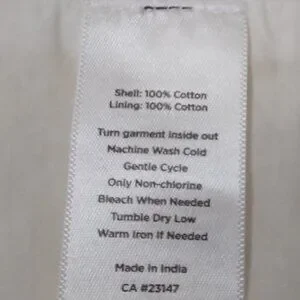 Shell: 100% Cotton
Lining: 100% Cotton
Turn garment inside out
Machine Wash Cold
Gentle Cycle
Only Non-chlorine
Bleach When Needed
Tumble Dry Low
Warm Iron If Needed
Made in India
CA #23147